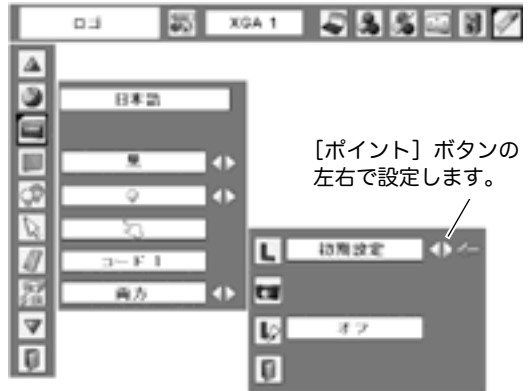 ロゴ
XGA 1
日本語
黒
[ポイント] ボタンの
左右で設定します。
コード 1
両方
初期設定
オフ